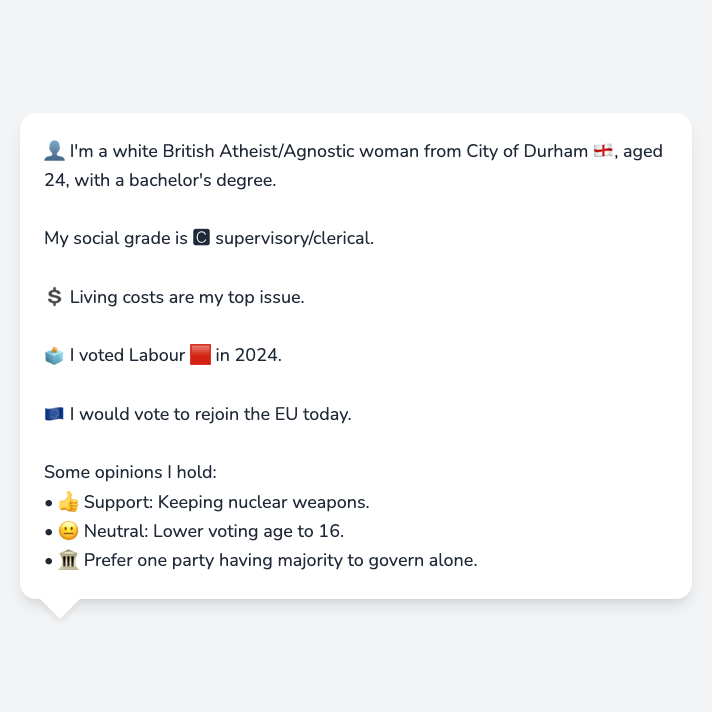 👤 I'm a white British Atheist/Agnostic woman from City of Durham 🏴󠁧󠁢󠁥󠁮󠁧󠁿, aged
24, with a bachelor's degree.
My social grade is C supervisory/clerical.
$ Living costs are my top issue.
🗳️ I voted Labour 🟥 in 2024.
🇪🇺 I would vote to rejoin the EU today.
Some opinions I hold:
• 👍 Support: Keeping nuclear weapons.
• 😐 Neutral: Lower voting age to 16.
• 🏛️ Prefer one party having majority to govern alone.